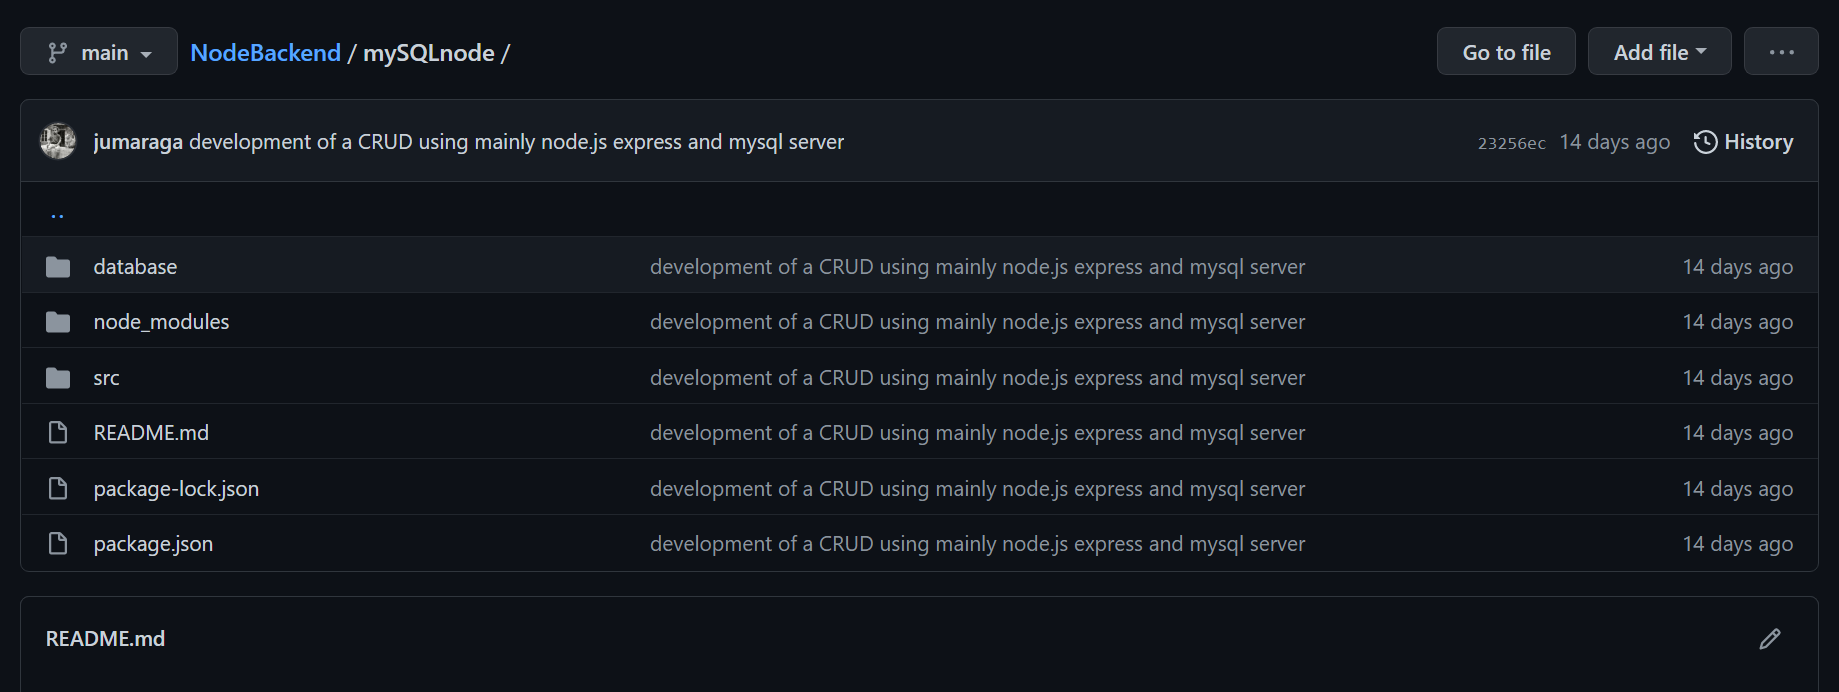 main NodeBackend / mySQLnode / Go to file Add file ...
jumaraga development of a CRUD using mainly node.js express and mysql server 23256ec 14 days ago History
..
database development of a CRUD using mainly node.js express and mysql server 14 days ago
node_modules development of a CRUD using mainly node.js express and mysql server 14 days ago
src development of a CRUD using mainly node.js express and mysql server 14 days ago
README.md development of a CRUD using mainly node.js express and mysql server 14 days ago
package-lock.json development of a CRUD using mainly node.js express and mysql server 14 days ago
package.json development of a CRUD using mainly node.js express and mysql server 14 days ago
README.md